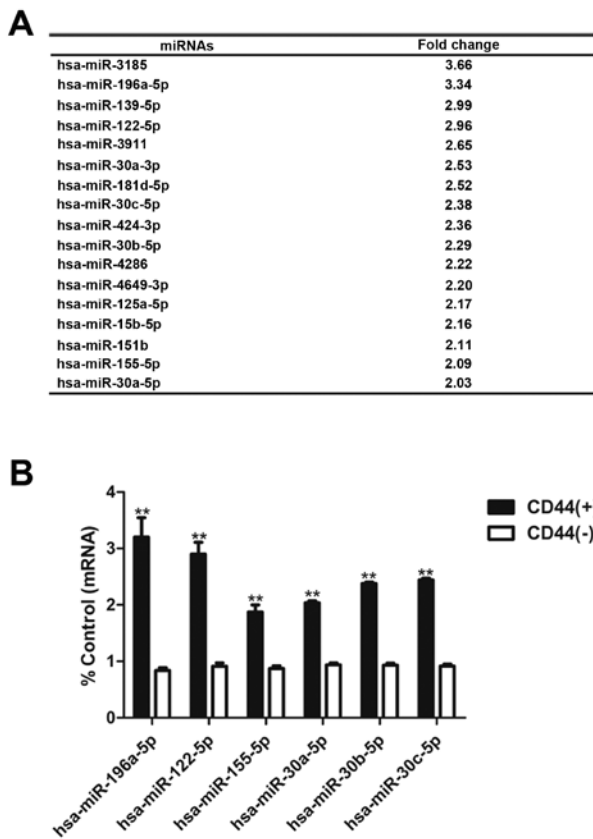 A
miRNAs Fold change
hsa-miR-3185 3.66
hsa-miR-196a-5p 3.34
hsa-miR-139-5p 2.99
hsa-miR-122-5p 2.96
hsa-miR-3911 2.65
hsa-miR-30a-3p 2.53
hsa-miR-181d-5p 2.52
hsa-miR-30c-5p 2.38
hsa-miR-424-3p 2.36
hsa-miR-30b-5p 2.29
hsa-miR-4286 2.22
hsa-miR-4649-3p 2.20
hsa-miR-125a-5p 2.17
hsa-miR-15b-5p 2.16
hsa-miR-151b 2.11
hsa-miR-155-5p 2.09
hsa-miR-30a-5p 2.03
B
% Control (mRNA)
4
3
2
1
0
** ** ** ** ** **
CD44(+
CD44(-)
hsa-miR-196a-5p
hsa-miR-122-5p
hsa-miR-155-5p
hsa-miR-30a-5p
hsa-miR-30b-5p
hsa-miR-30c-5p